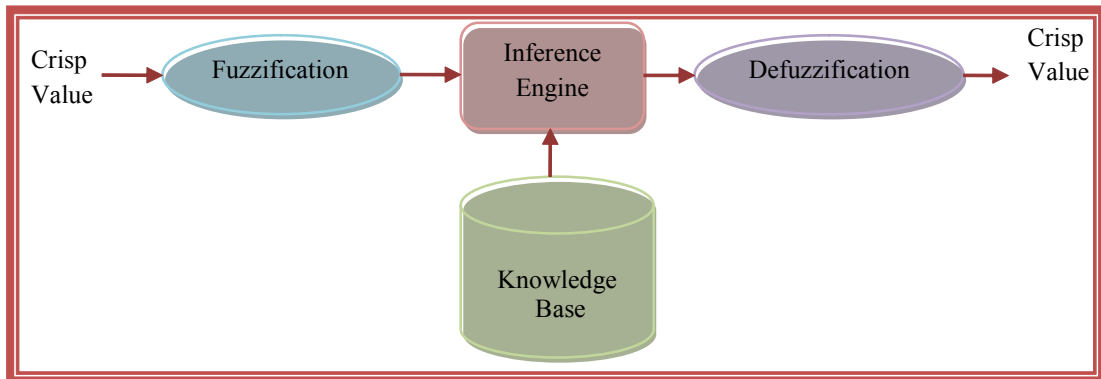 Crisp
Value
Fuzzification
Inference
Engine
Defuzzification
Crisp
Value
Knowledge
Base